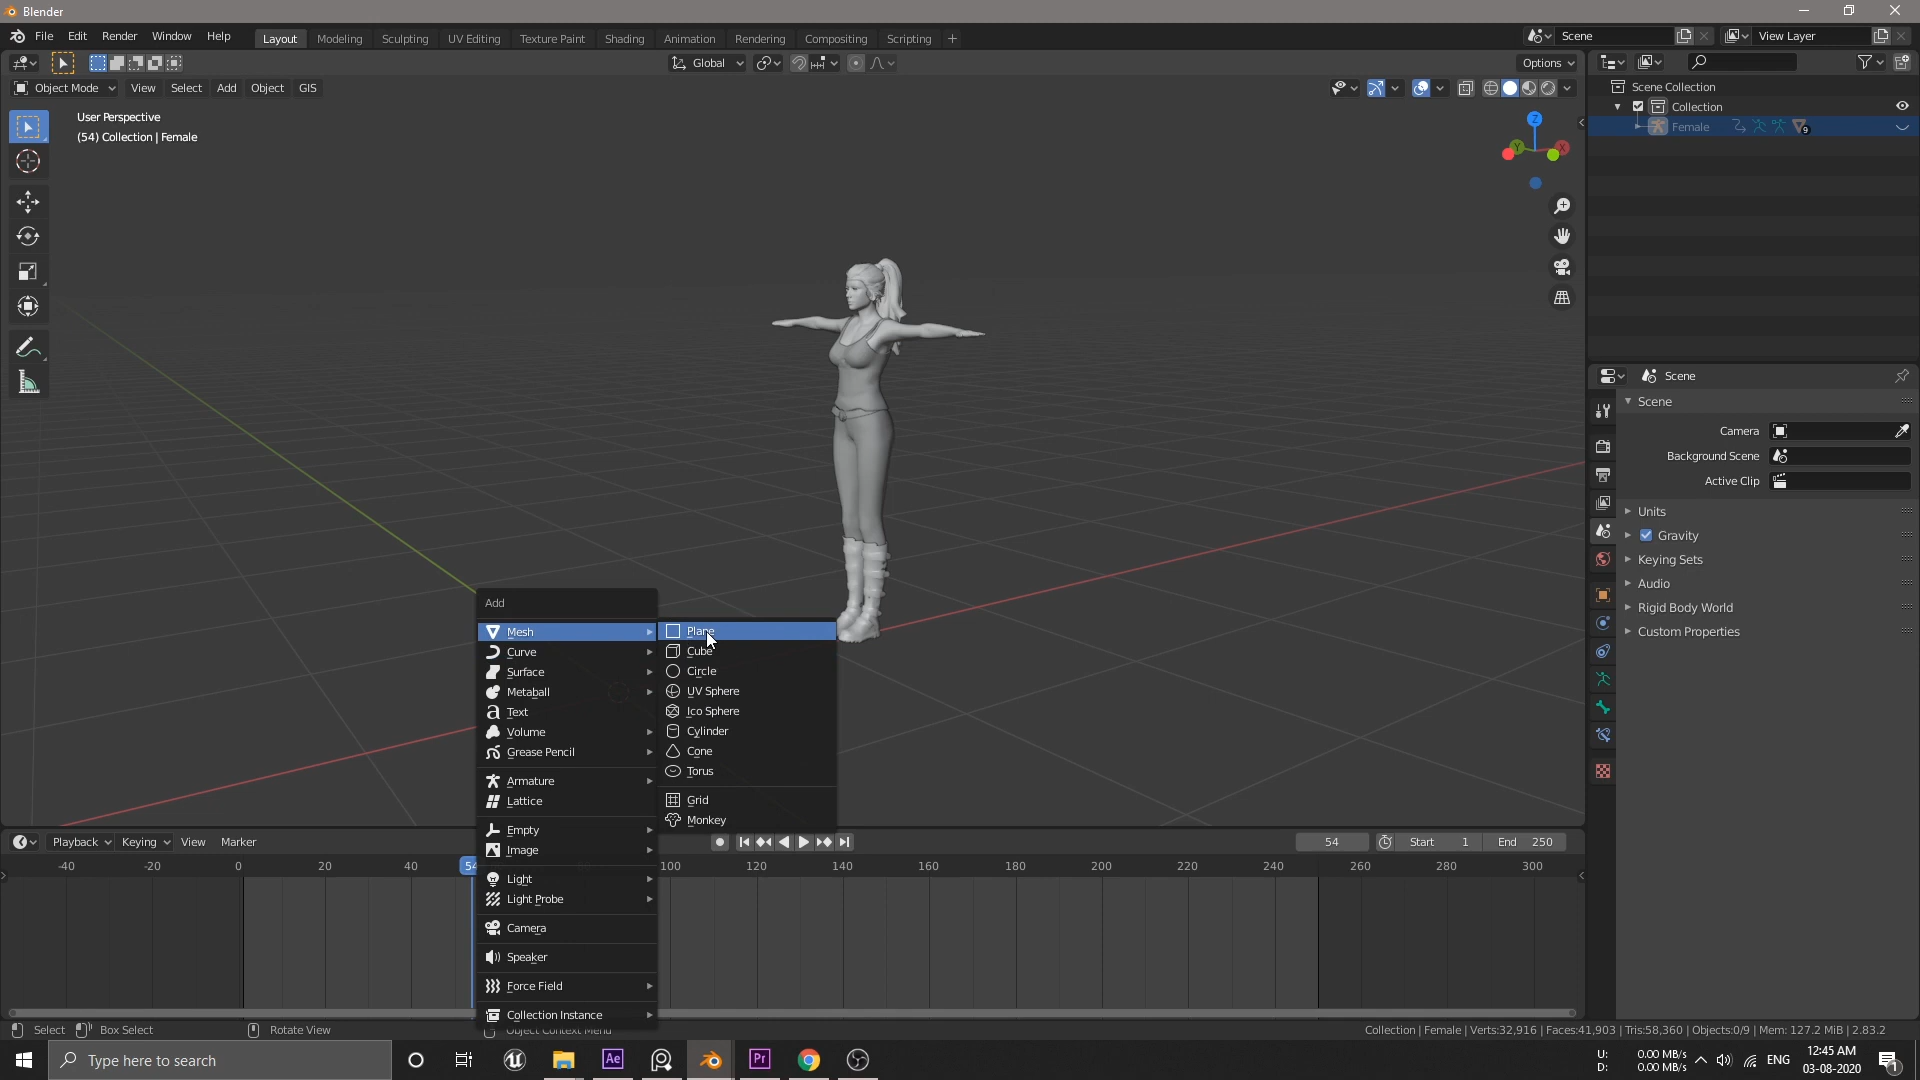 Blender
File Edit Render Window Help
Layout Modeling Sculpting UV Editing Texture Paint Shading Animation Rendering Compositing Scripting +
Scene
View Layer
Global
Options
Object Mode View Select Add Object GIS
User Perspective
(54) Collection | Female
Z
Y
X
Scene Collection
Collection
Female
9
Scene
Scene
Camera
Background Scene
Active Clip
Units
Gravity
Keying Sets
Audio
Rigid Body World
Custom Properties
Add
Mesh
Curve
Surface
Metaball
Text
Volume
Grease Pencil
Armature
Lattice
Empty
Image
Light
Light Probe
Camera
Speaker
Force Field
Collection Instance
Plane
Cube
Circle
UV Sphere
Ico Sphere
Cylinder
Cone
Torus
Grid
Monkey
Playback Keying View Marker
54
Start 1
End 250
-40 -20 0 20 40 54 100 120 140 160 180 200 220 240 260 280 300
Select Box Select Rotate View Object Context Menu
Collection | Female | Verts:32,916 | Faces:41,903 | Tris:58,360 | Objects:0/9 | Mem: 127.2 MiB | 2.83.2
Type here to search
Ae
Pr
U: 0.00 MB/s
D: 0.00 MB/s
ENG
12:45 AM
03-08-2020
1